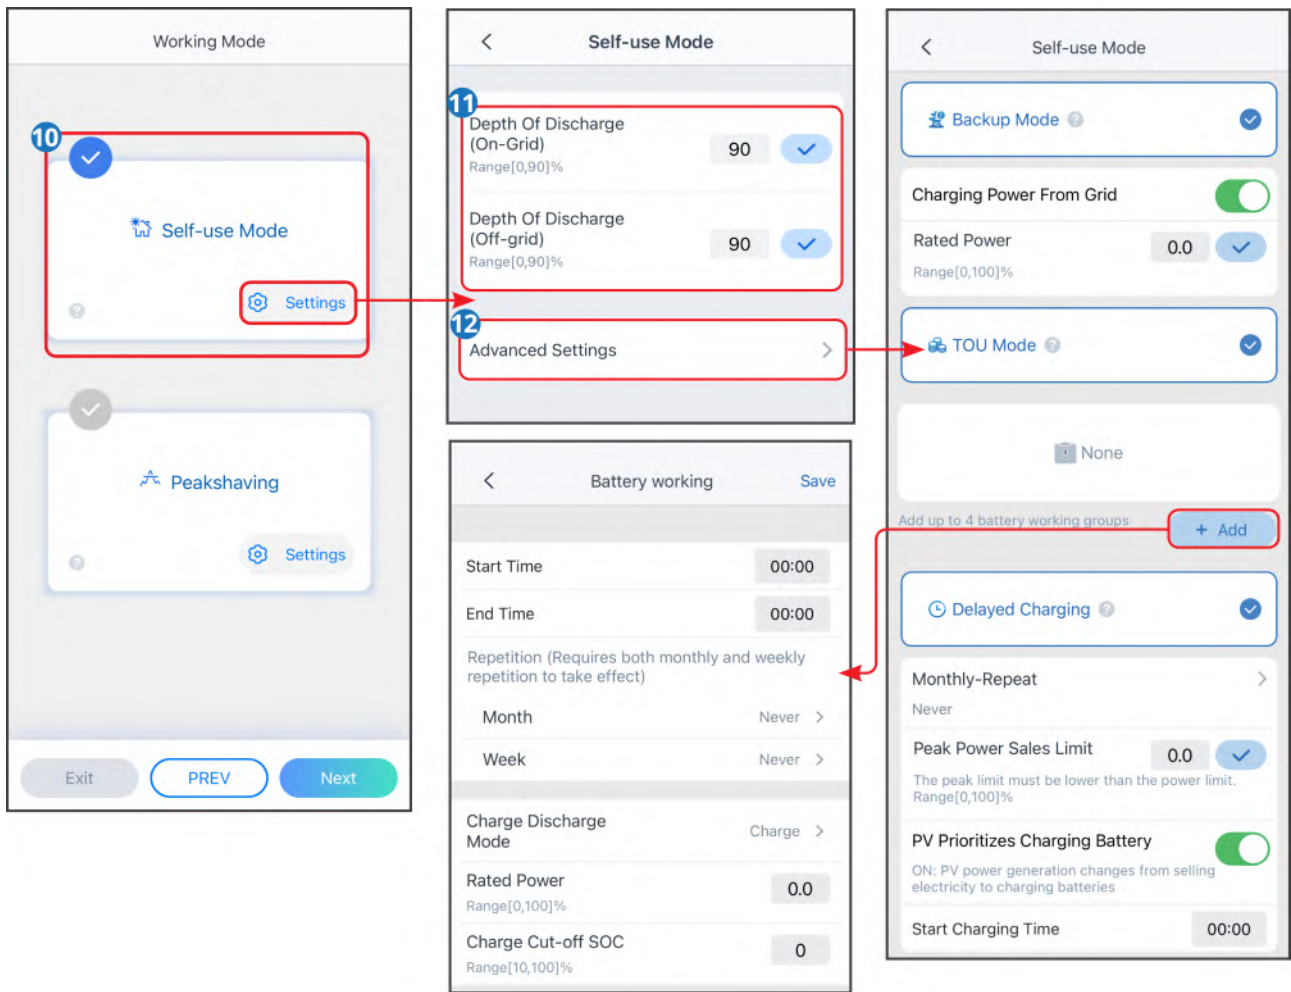 Working Mode
10
Self-use Mode
Settings
Peakshaving
Settings
Exit
PREV
Next
Self-use Mode
11
Depth Of Discharge
(On-Grid)
90
Range[0,90]%
Depth Of Discharge
(Off-grid)
90
Range[0,90]%
12
Advanced Settings
Battery working
Save
Start Time
00:00
End Time
00:00
Repetition (Requires both monthly and weekly
repetition to take effect)
Month
Never
Week
Never
Charge Discharge
Mode
Charge
Rated Power
0.0
Range[0,100]%
Charge Cut-off SOC
0
Range[10,100]%
Self-use Mode
Backup Mode ?
Charging Power From Grid
Rated Power
0.0
Range[0,100]%
TOU Mode ?
None
Add up to 4 battery working groups
+ Add
Delayed Charging ?
Monthly-Repeat
Never
Peak Power Sales Limit
0.0
The peak limit must be lower than the power limit.
Range[0,100]%
PV Prioritizes Charging Battery
ON: PV power generation changes from selling
electricity to charging batteries
Start Charging Time
00:00